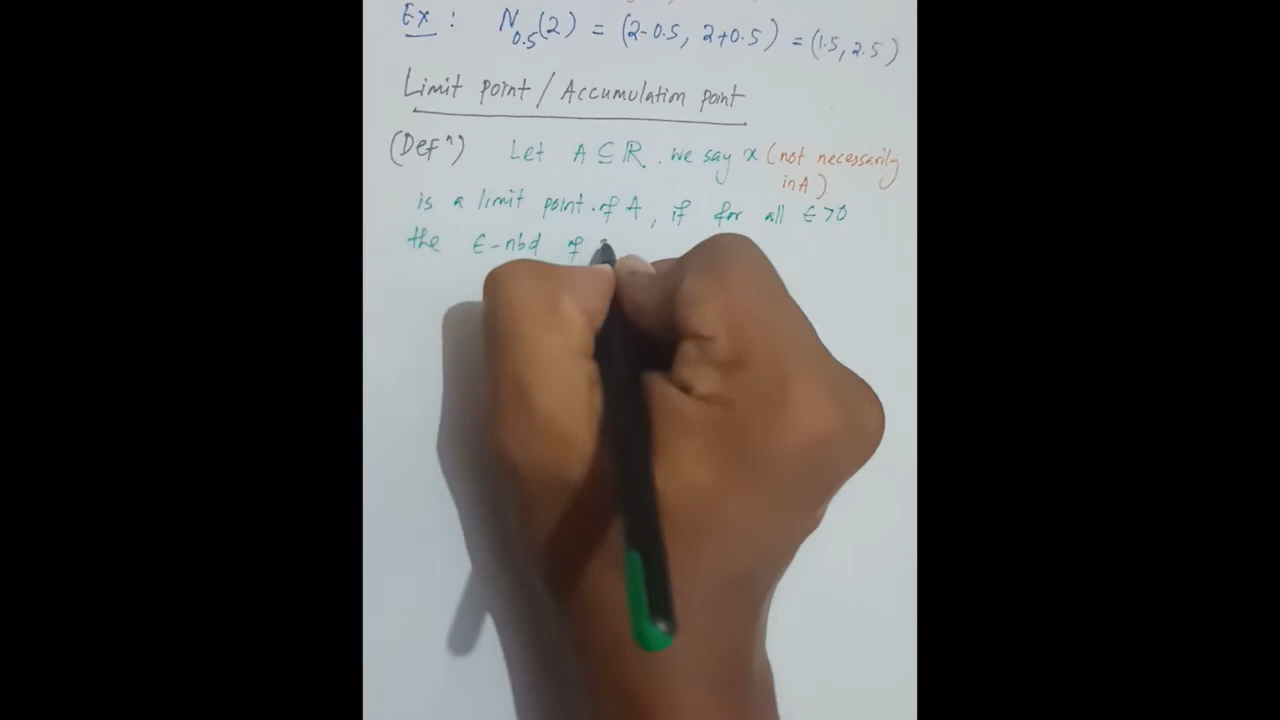 Ex : N0.5(2) = (2-0.5, 2+0.5) = (1.5, 2.5)
Limit point / Accumulation point
(Defⁿ) Let A ⊆ ℝ . we say x (not necessarily
in A)
is a limit point of A, if for all ϵ>0
the ϵ-nbd of